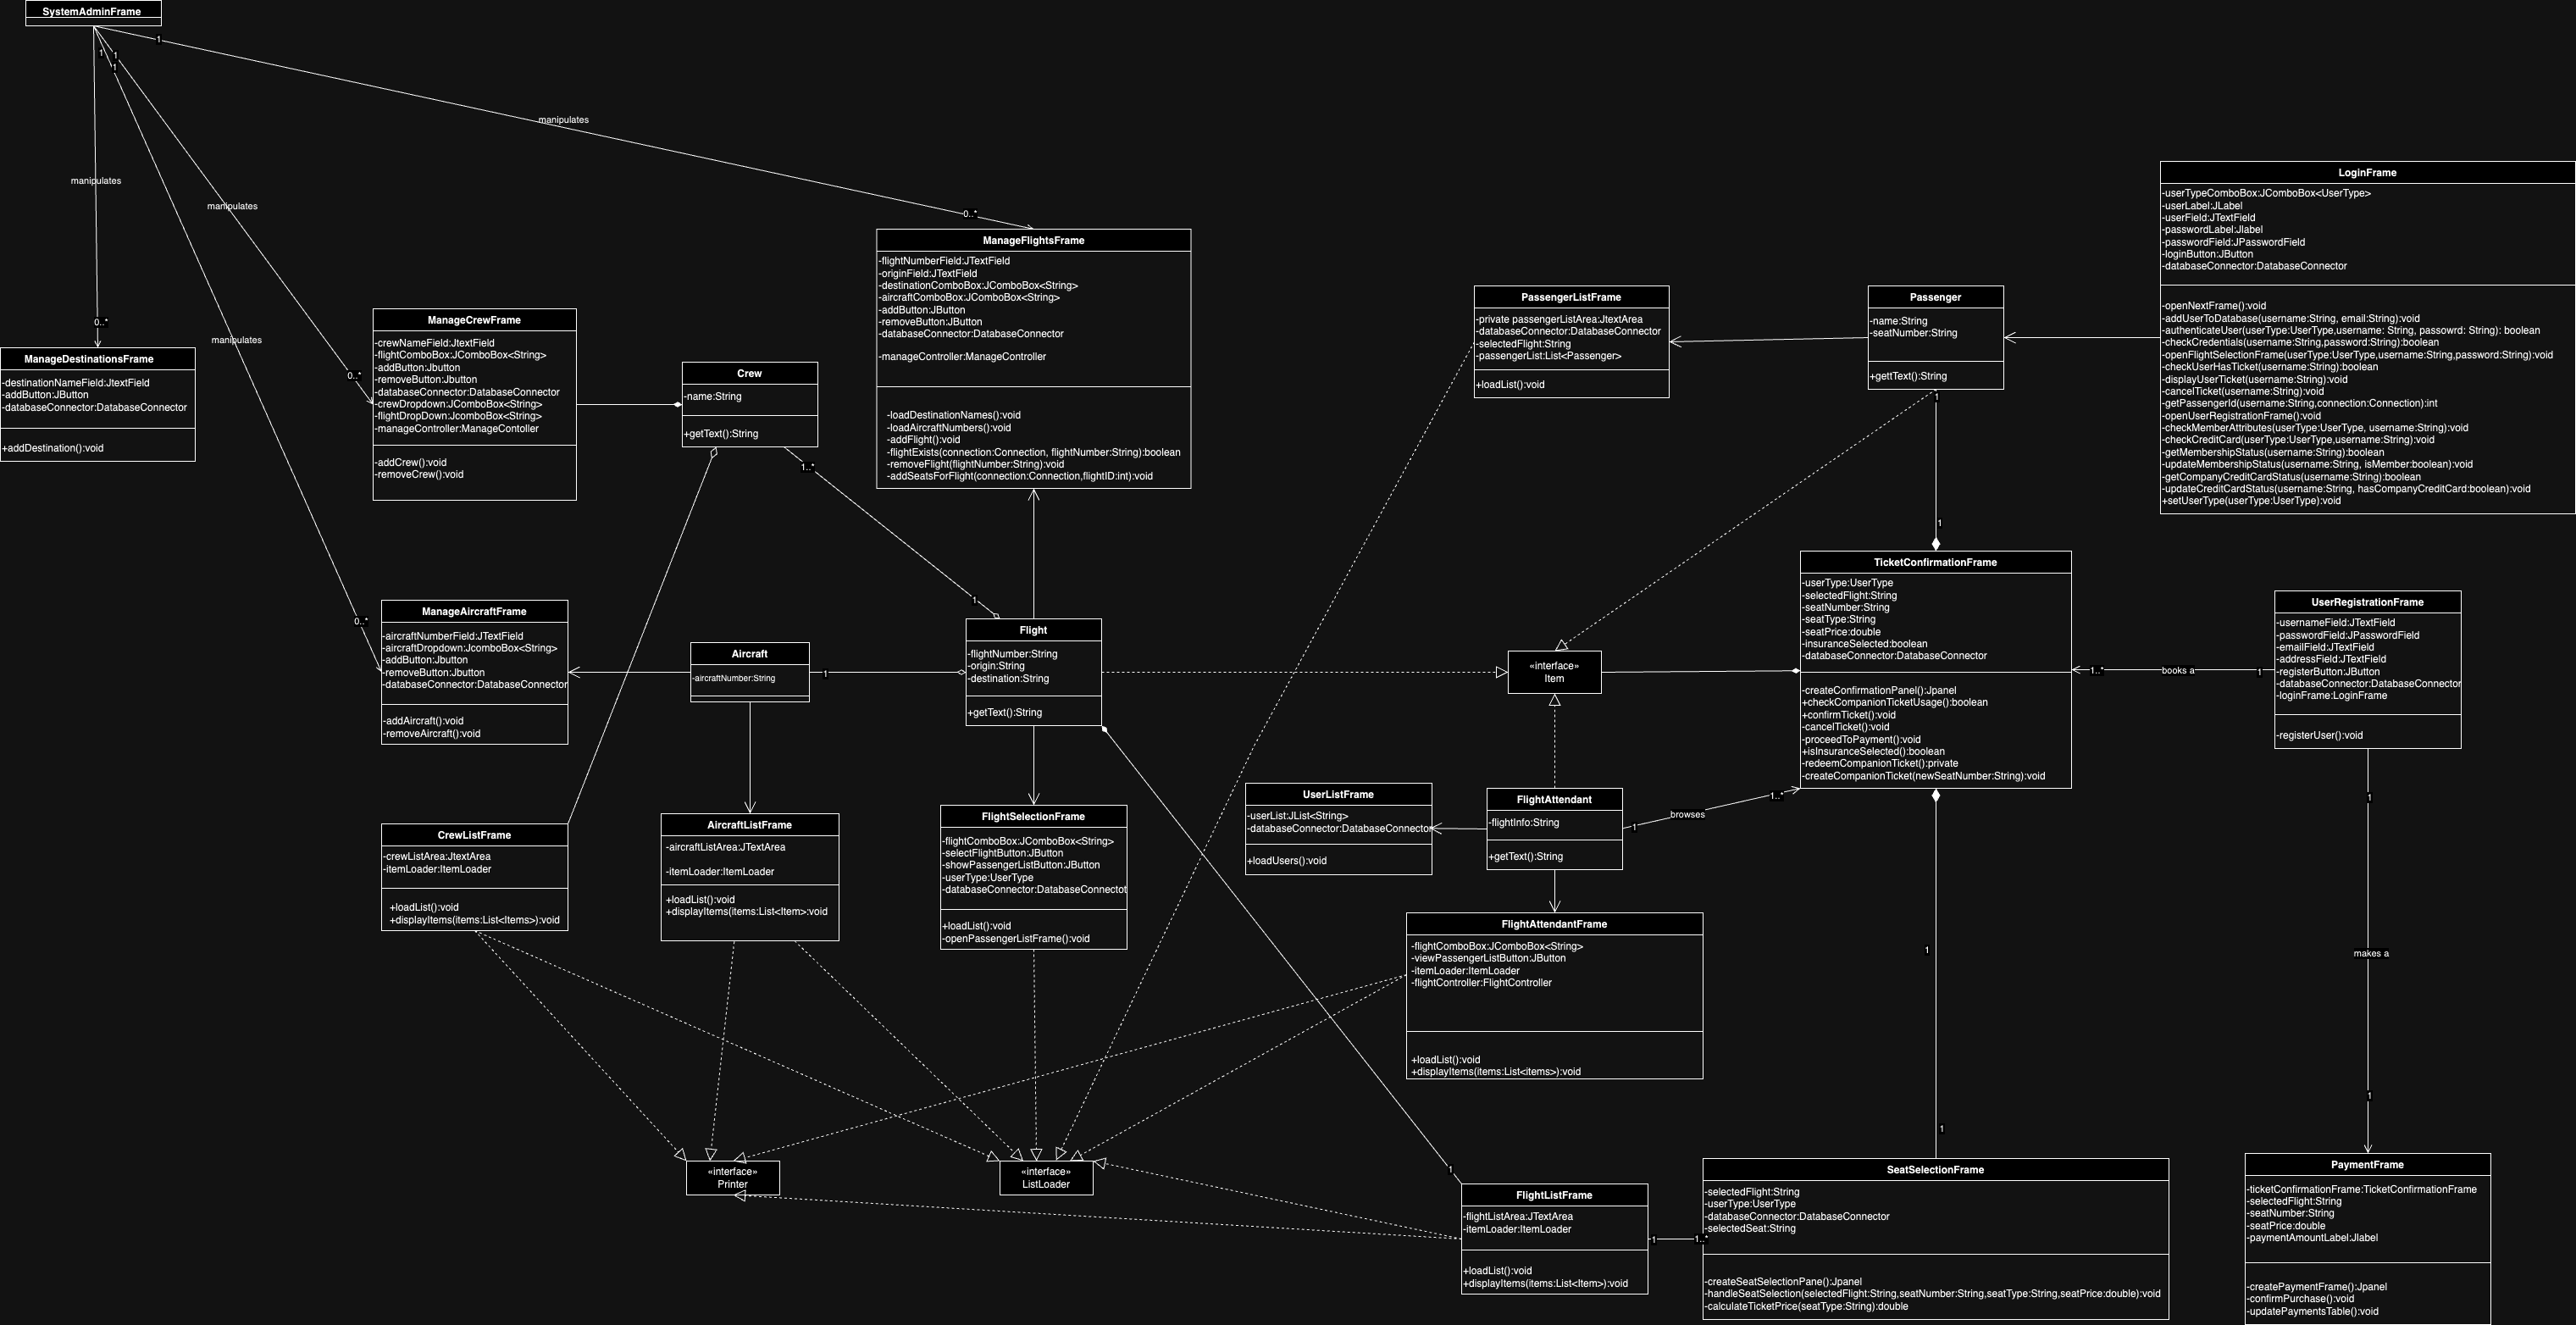 SystemAdminFrame
1
1
1
1
manipulates
manipulates
manipulates
manipulates
0..*
0..*
0..*
0..*
ManageDestinationsFrame
-destinationNameField:JtextField
-addButton:JButton
-databaseConnector:DatabaseConnector
+addDestination():void
ManageCrewFrame
-crewNameField:JtextField
-flightComboBox:JComboBox<String>
-addButton:Jbutton
-removeButton:Jbutton
-databaseConnector:DatabaseConnector
-crewDropdown:JComboBox<String>
-flightDropDown:JcomboBox<String>
-manageController:ManageContoller
-addCrew():void
-removeCrew():void
Crew
-name:String
+getText():String
1..*
1
ManageFlightsFrame
-flightNumberField:JTextField
-originField:JTextField
-destinationComboBox:JComboBox<String>
-aircraftComboBox:JComboBox<String>
-addButton:JButton
-removeButton:JButton
-databaseConnector:DatabaseConnector
-manageController:ManageController
-loadDestinationNames():void
-loadAircraftNumbers():void
-addFlight():void
-flightExists(connection:Connection, flightNumber:String):boolean
-removeFlight(flightNumber:String):void
-addSeatsForFlight(connection:Connection,flightID:int):void
PassengerListFrame
-private passengerListArea:JtextArea
-databaseConnector:DatabaseConnector
-selectedFlight:String
-passengerList:List<Passenger>
+loadList():void
Passenger
-name:String
-seatNumber:String
+gettText():String
1
1
LoginFrame
-userTypeComboBox:JComboBox<UserType>
-userLabel:JLabel
-userField:JTextField
-passwordLabel:Jlabel
-passwordField:JPasswordField
-loginButton:JButton
-databaseConnector:DatabaseConnector
-openNextFrame():void
-addUserToDatabase(username:String, email:String):void
-authenticateUser(userType:UserType,username: String, passowrd: String): boolean
-checkCredentials(username:String,password:String):boolean
-openFlightSelectionFrame(userType:UserType,username:String,password:String):void
-checkUserHasTicket(username:String):boolean
-displayUserTicket(username:String):void
-cancelTicket(username:String):void
-getPassengerId(username:String,connection:Connection):int
-openUserRegistrationFrame():void
-checkMemberAttributes(userType:UserType, username:String):void
-checkCreditCard(userType:UserType,username:String):void
-getMembershipStatus(username:String):boolean
-updateMembershipStatus(username:String, isMember:boolean):void
-getCompanyCreditCardStatus(username:String):boolean
-updateCreditCardStatus(username:String, hasCompanyCreditCard:boolean):void
+setUserType(userType:UserType):void
ManageAircraftFrame
-aircraftNumberField:JTextField
-aircraftDropdown:JcomboBox<String>
-addButton:Jbutton
-removeButton:Jbutton
-databaseConnector:DatabaseConnector
-addAircraft():void
-removeAircraft():void
Aircraft
-aircraftNumber:String
1
Flight
-flightNumber:String
-origin:String
-destination:String
+getText():String
«interface»
Item
TicketConfirmationFrame
-userType:UserType
-selectedFlight:String
-seatNumber:String
-seatType:String
-seatPrice:double
-insuranceSelected:boolean
-databaseConnector:DatabaseConnector
-createConfirmationPanel():Jpanel
+checkCompanionTicketUsage():boolean
+confirmTicket():void
-cancelTicket():void
-proceedToPayment():void
+isInsuranceSelected():boolean
-redeemCompanionTicket():private
-createCompanionTicket(newSeatNumber:String):void
1..*
books a
1
UserRegistrationFrame
-usernameField:JTextField
-passwordField:JPasswordField
-emailField:JTextField
-addressField:JTextField
-registerButton:JButton
-databaseConnector:DatabaseConnector
-loginFrame:LoginFrame
-registerUser():void
1
makes a
1
CrewListFrame
-crewListArea:JtextArea
-itemLoader:ItemLoader
+loadList():void
+displayItems(items:List<Items>):void
AircraftListFrame
-aircraftListArea:JTextArea
-itemLoader:ItemLoader
+loadList():void
+displayItems(items:List<Item>:void
FlightSelectionFrame
-flightComboBox:JComboBox<String>
-selectFlightButton:JButton
-showPassengerListButton:JButton
-userType:UserType
-databaseConnector:DatabaseConnectot
+loadList():void
-openPassengerListFrame():void
UserListFrame
-userList:JList<String>
-databaseConnector:DatabaseConnector
+loadUsers():void
FlightAttendant
-flightInfo:String
+getText():String
1
browses
1..*
FlightAttendantFrame
-flightComboBox:JComboBox<String>
-viewPassengerListButton:JButton
-itemLoader:ItemLoader
-flightController:FlightController
+loadList():void
+displayItems(items:List<items>):void
1
1
«interface»
Printer
«interface»
ListLoader
1
FlightListFrame
-flightListArea:JTextArea
-itemLoader:ItemLoader
+loadList():void
+displayItems(items:List<Item>):void
1
1..*
SeatSelectionFrame
-selectedFlight:String
-userType:UserType
-databaseConnector:DatabaseConnector
-selectedSeat:String
-createSeatSelectionPane():Jpanel
-handleSeatSelection(selectedFlight:String,seatNumber:String,seatType:String,seatPrice:double):void
-calculateTicketPrice(seatType:String):double
PaymentFrame
-ticketConfirmationFrame:TicketConfirmationFrame
-selectedFlight:String
-seatNumber:String
-seatPrice:double
-paymentAmountLabel:Jlabel
-createPaymentFrame():Jpanel
-confirmPurchase():void
-updatePaymentsTable():void